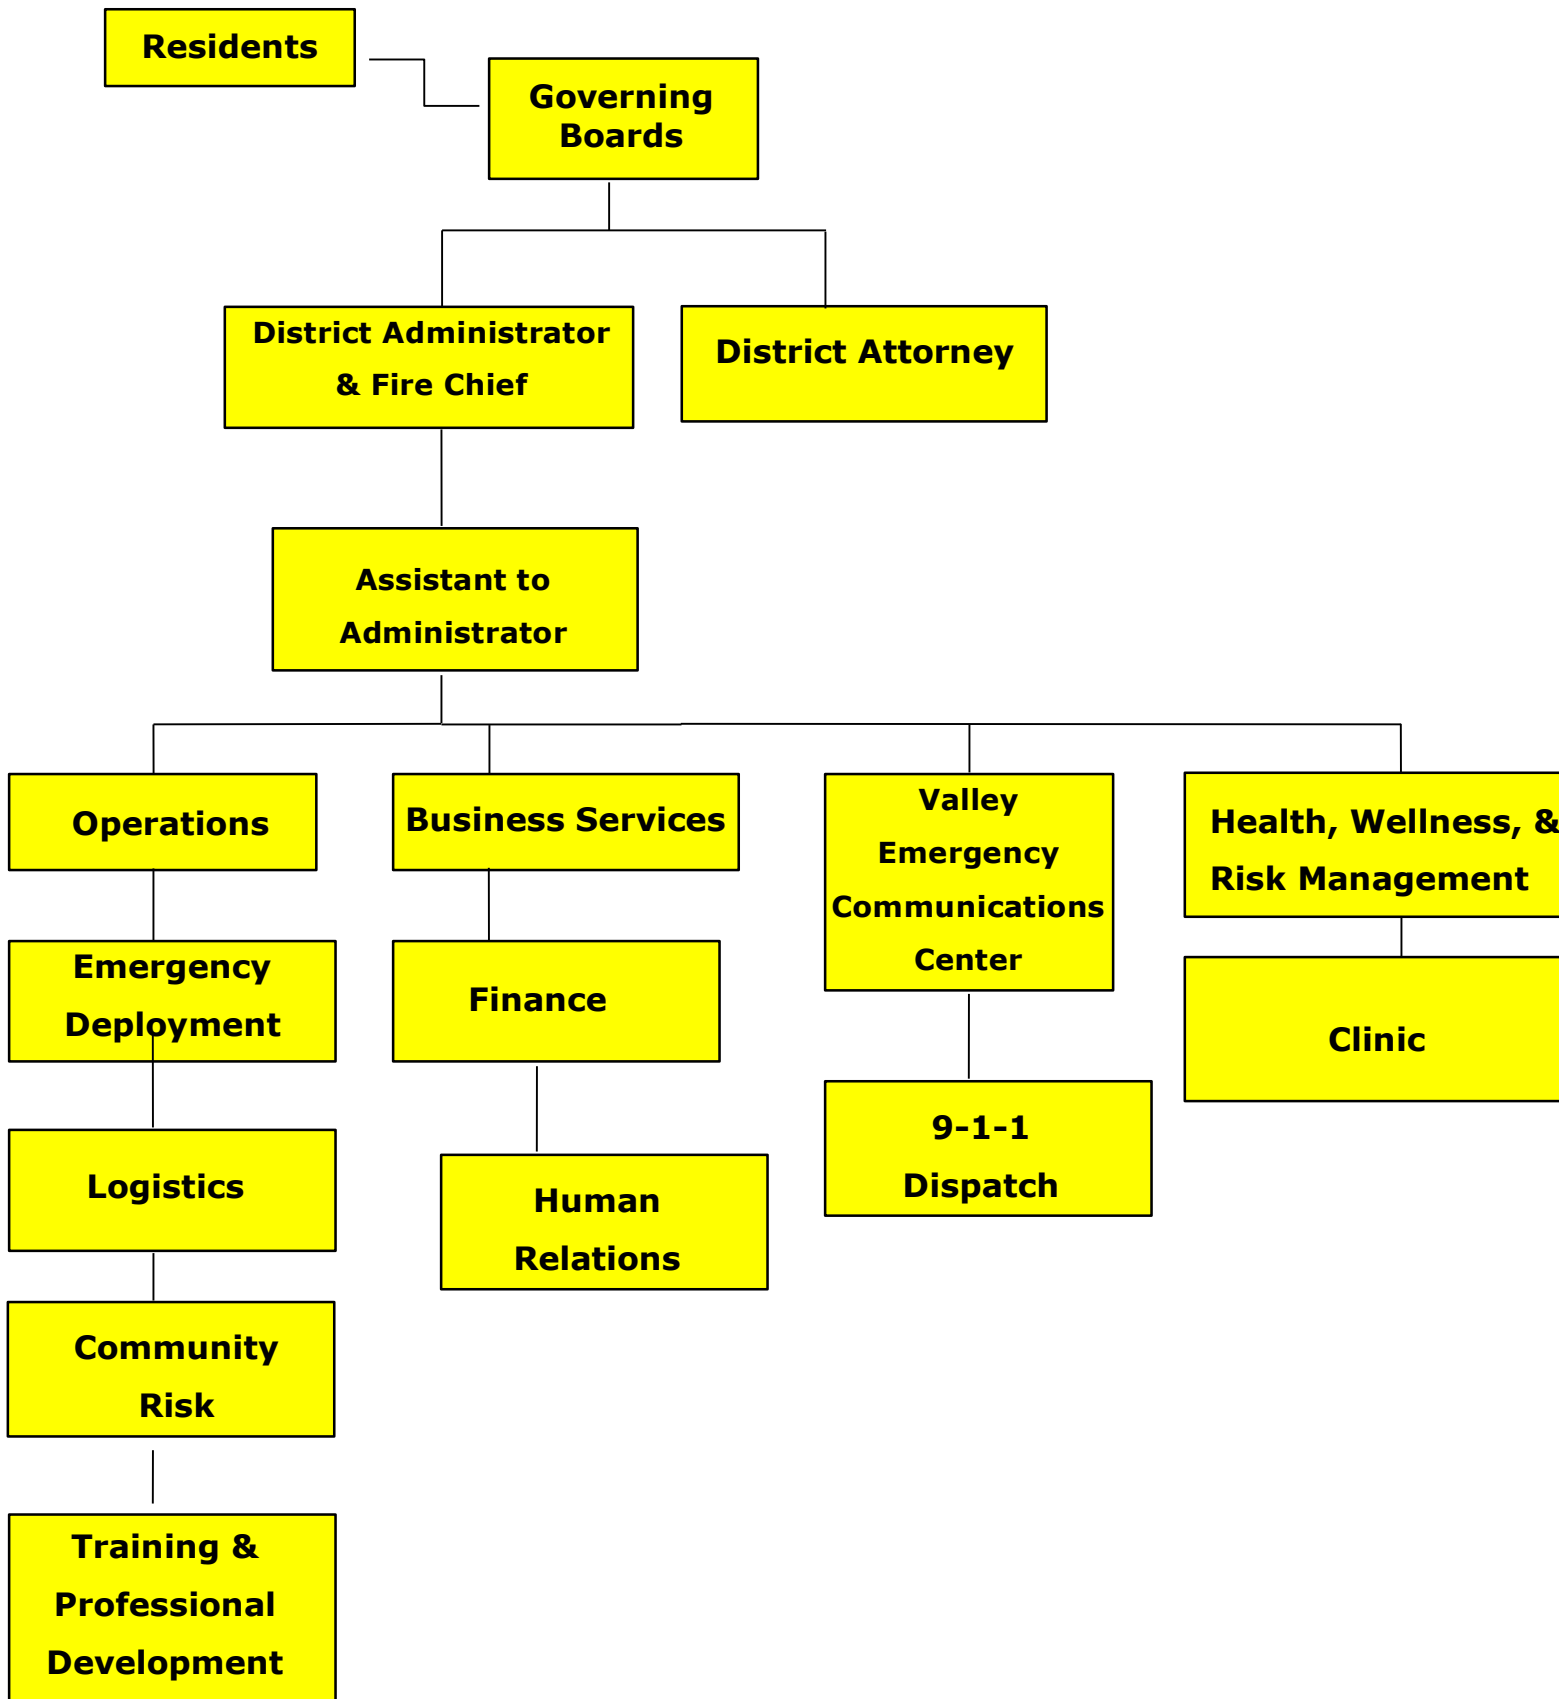 Residents
Governing
Boards
District Administrator
& Fire Chief
District Attorney
Assistant to
Administrator
Operations
Business Services
Valley
Emergency
Communications
Center
Health, Wellness, &
Risk Management
Emergency
Deployment
Finance
Clinic
Logistics
Human
Relations
9-1-1
Dispatch
Community
Risk
Training &
Professional
Development